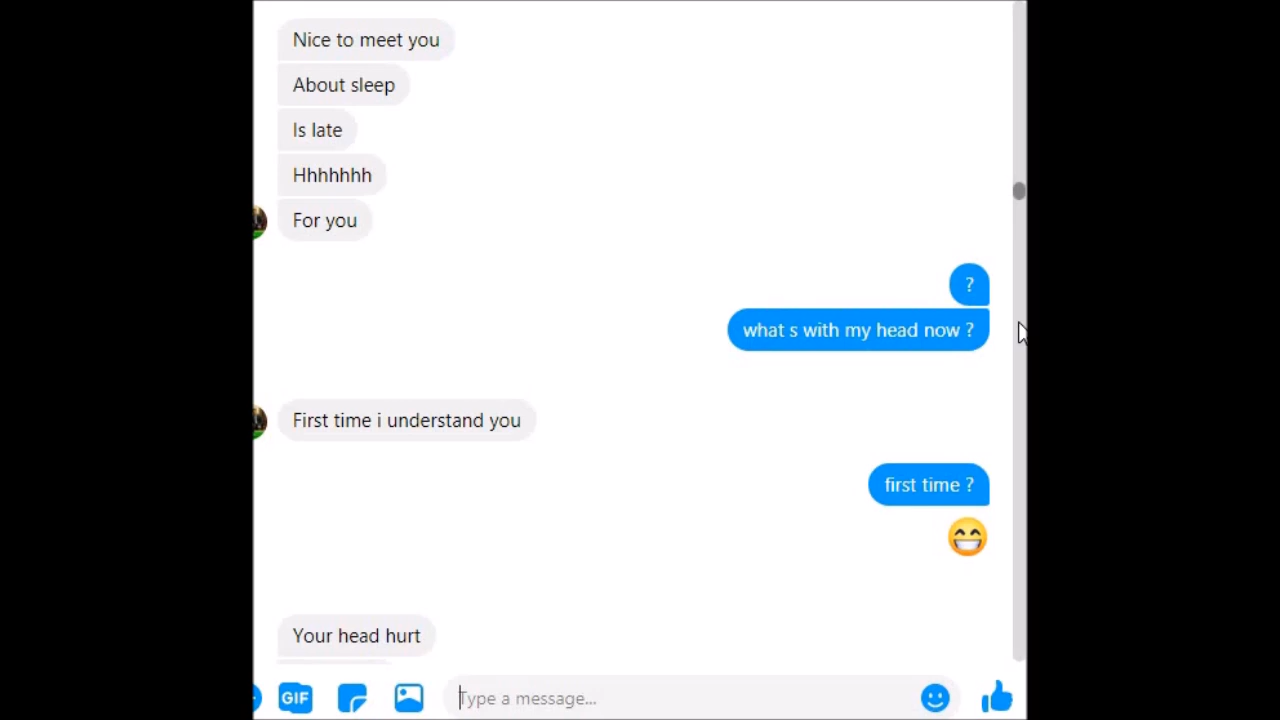 Nice to meet you
About sleep
Is late
Hhhhhhh
For you
?
what s with my head now ?
First time i understand you
first time ?
Your head hurt
GIF
Type a message...